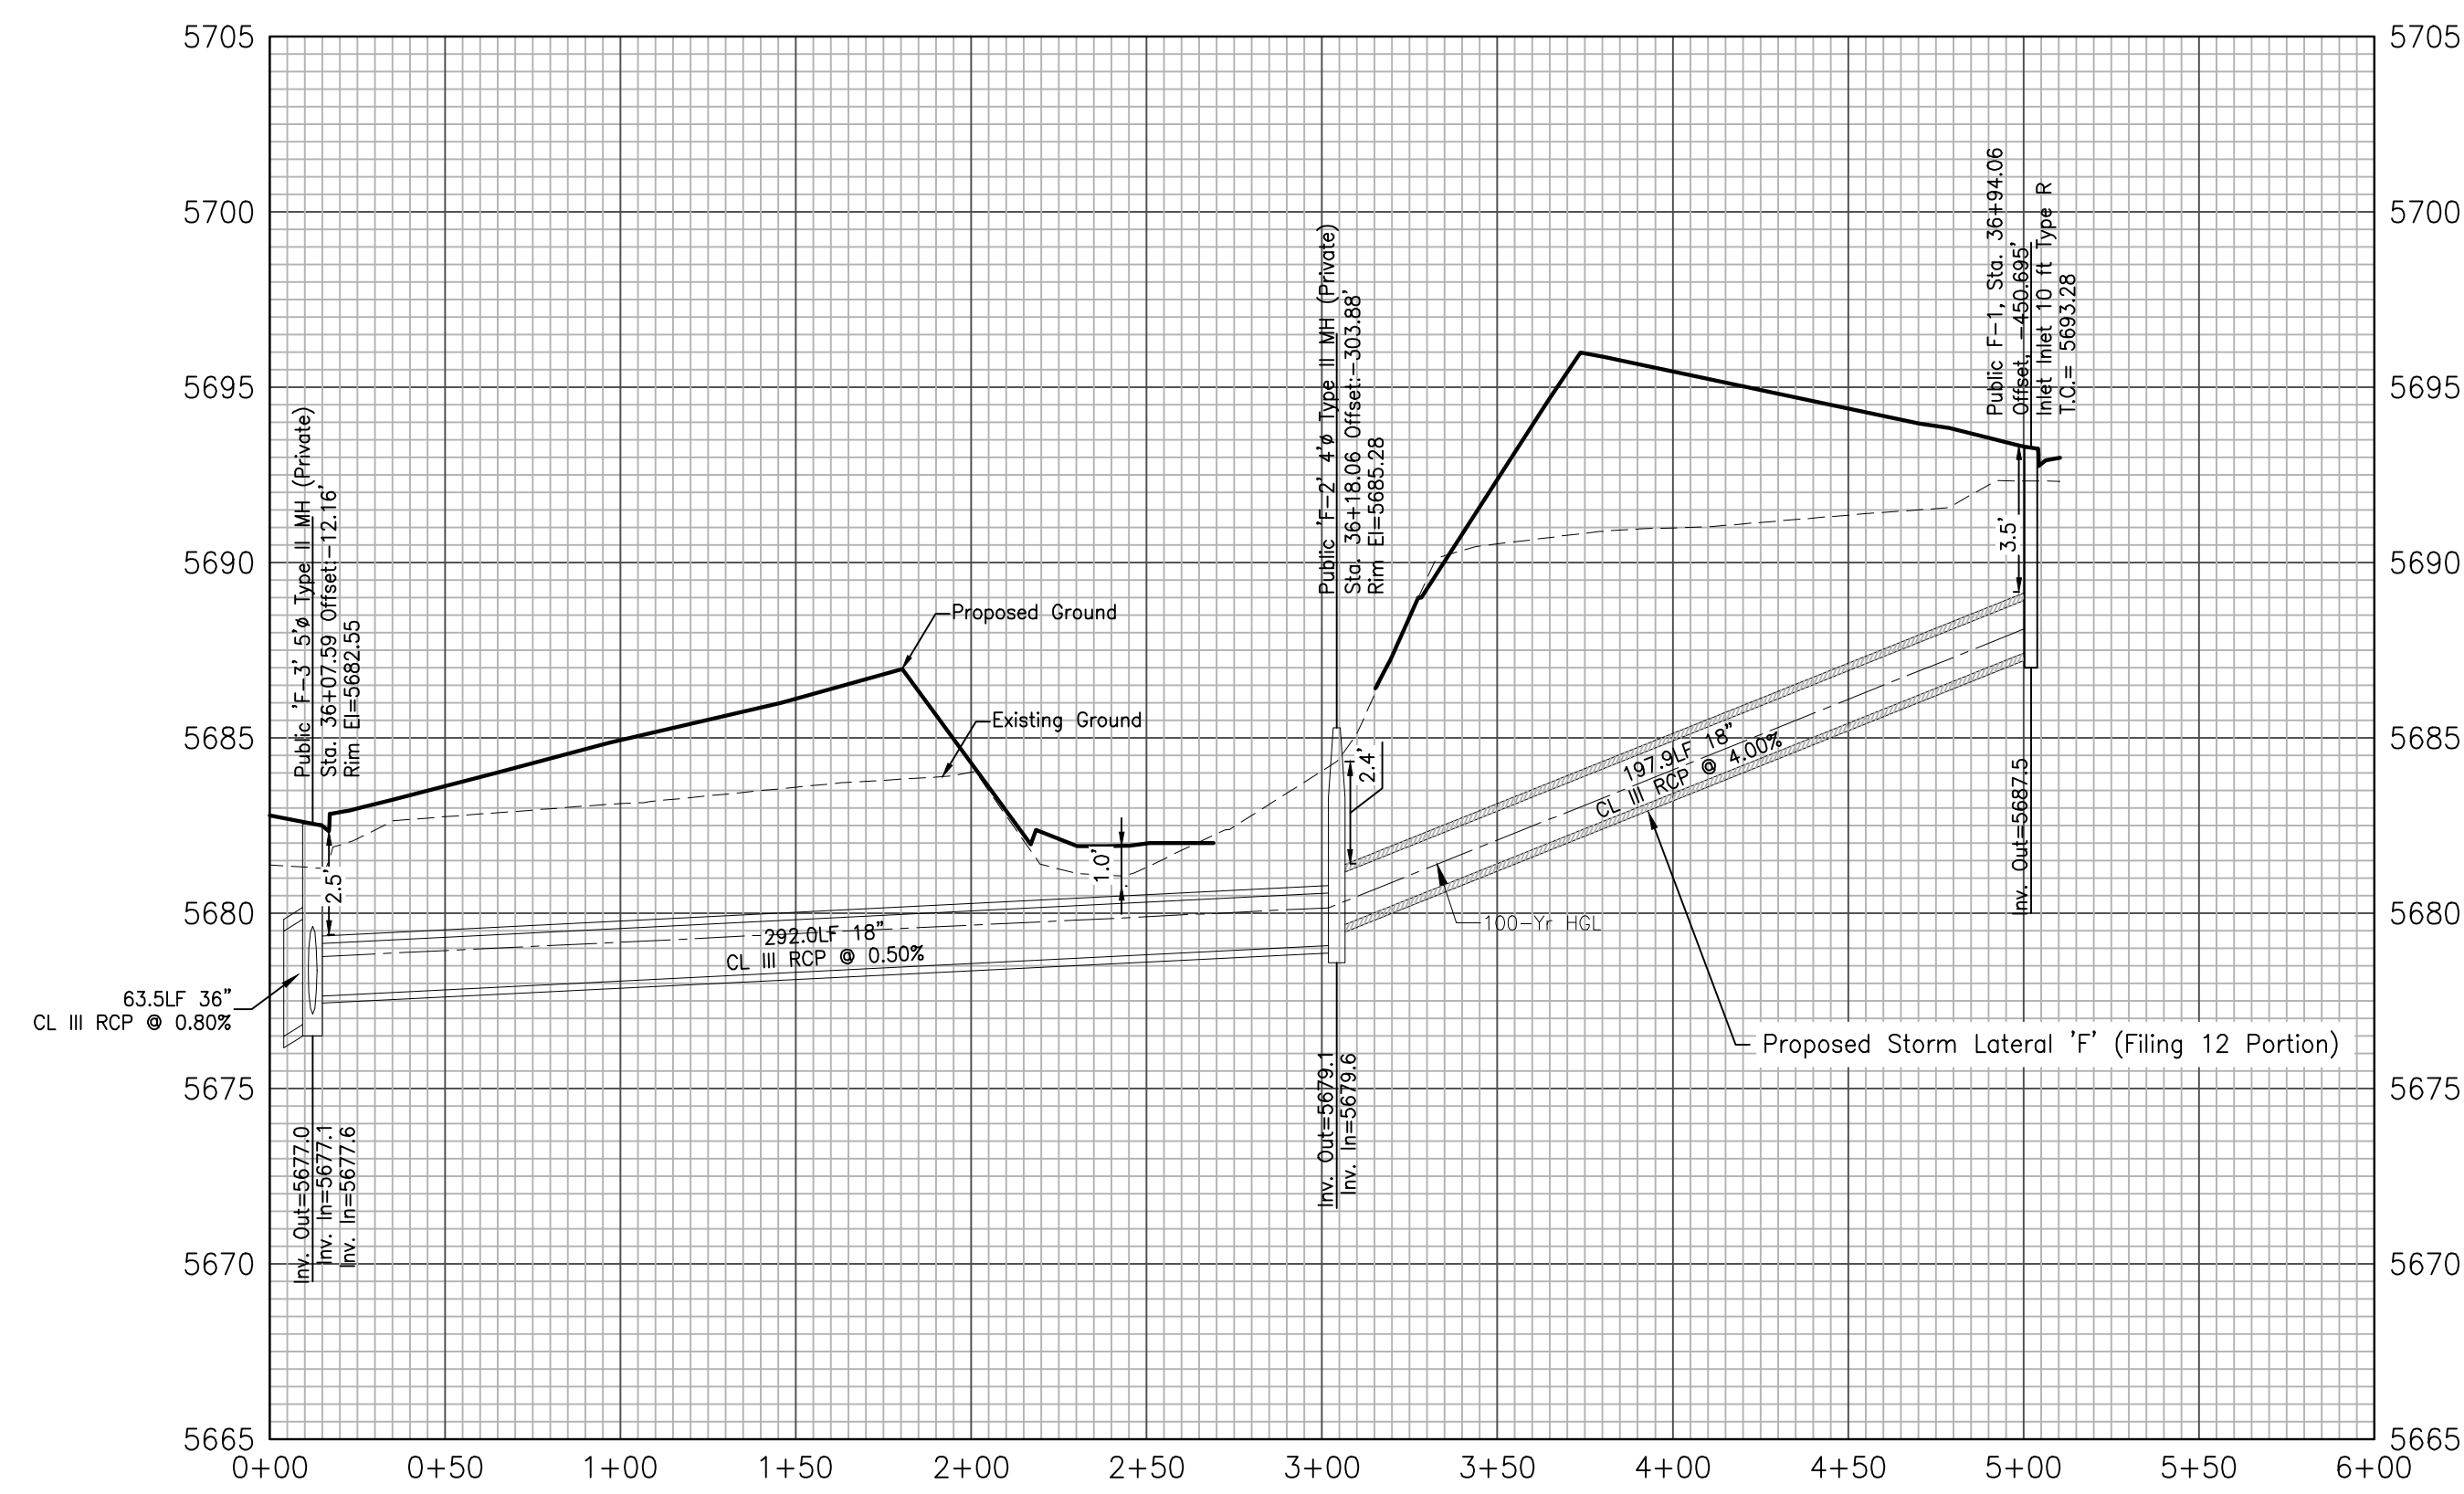 5705
5700
5695
5690
5685
5680
5675
5670
5665
5705
5700
5695
5690
5685
5680
5675
5670
5665
0+00
0+50
1+00
1+50
2+00
2+50
3+00
3+50
4+00
4+50
5+00
5+50
6+00
Public 'F-3' 5'ø Type II MH (Private)
Sta. 36+07.59 Offset:-12.16'
Rim El=5682.55
2.5'
63.5LF 36"
CL III RCP @ 0.80%
Inv. Out=5677.0
Inv. In=5677.1
Inv. In=5677.6
292.0LF 18"
CL III RCP @ 0.50%
Proposed Ground
Existing Ground
1.0'
Public 'F-2' 4'ø Type II MH (Private)
Sta. 36+18.06 Offset:-303.88'
Rim El=5685.28
2.4'
Inv. Out=5679.1
Inv. In=5679.6
100-Yr HGL
197.9LF 18"
CL III RCP @ 4.00%
Proposed Storm Lateral 'F' (Filing 12 Portion)
Public F-1, Sta. 36+94.06
Offset, -450.695'
Inlet Inlet 10 ft Type R
T.C.= 5693.28
3.5'
Inv. Out=5687.5